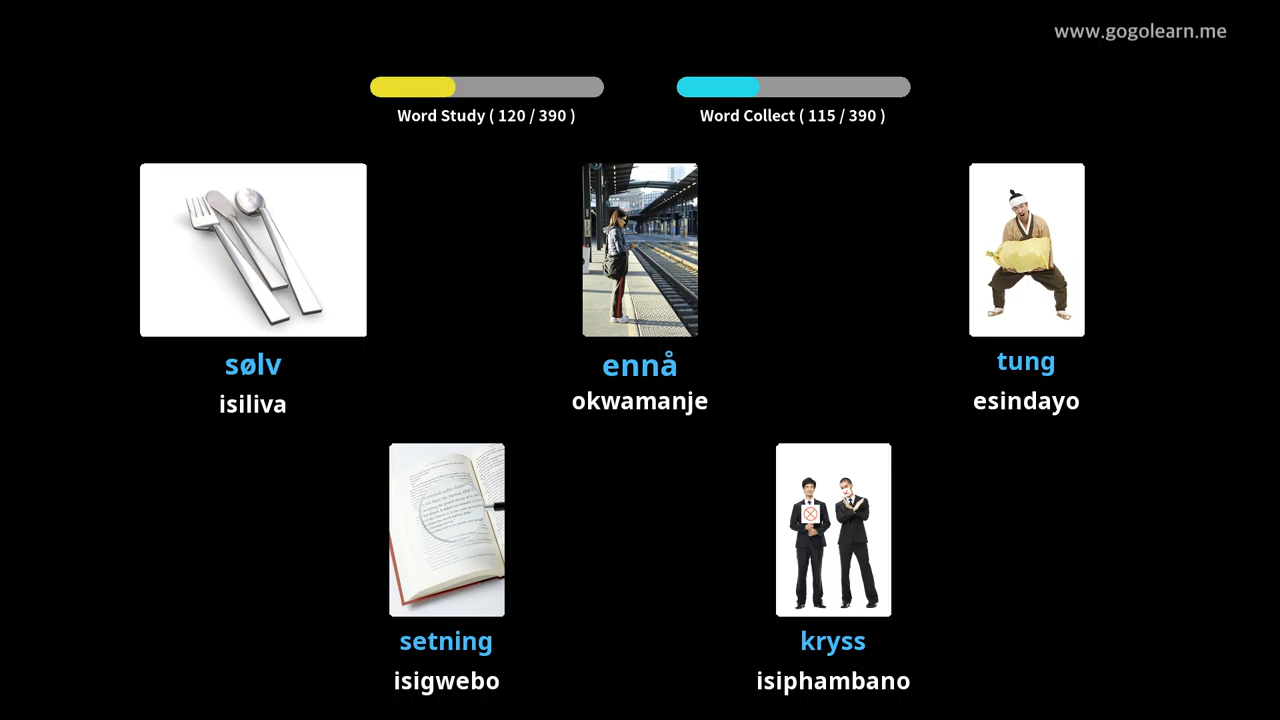 www.gogolearn.me
Word Study ( 120 / 390 )
Word Collect ( 115 / 390 )
sølv
isiliva
ennå
okwamanje
tung
esindayo
setning
isigwebo
kryss
isiphambano